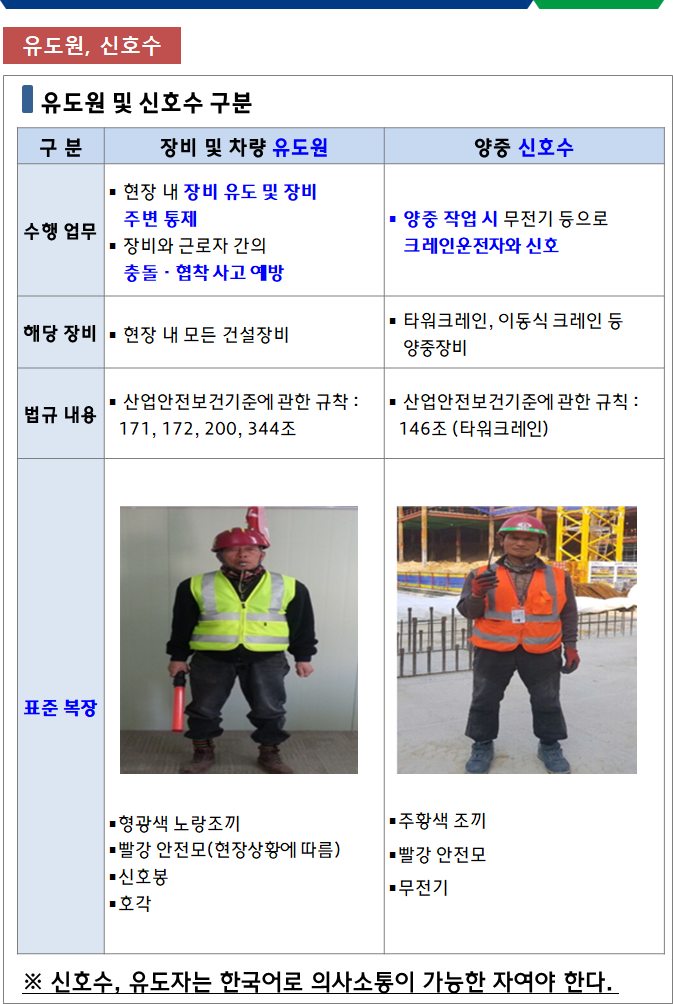 유도원, 신호수
유도원 및 신호수 구분
구 분
장비 및 차량 유도원
양중 신호수
수행 업무
▪ 현장 내 장비 유도 및 장비
주변 통제
▪ 장비와 근로자 간의
충돌・협착 사고 예방
▪ 양중 작업 시 무전기 등으로
크레인운전자와 신호
해당 장비
▪ 현장 내 모든 건설장비
▪ 타워크레인, 이동식 크레인 등
양중장비
법규 내용
▪ 산업안전보건기준에 관한 규착 :
171, 172, 200, 344조
▪ 산업안전보건기준에 관한 규칙 :
146조 (타워크레인)
표준 복장
▪형광색 노랑조끼
▪빨강 안전모(현장상황에 따름)
▪신호봉
▪호각
▪주황색 조끼
▪빨강 안전모
▪무전기
※ 신호수, 유도자는 한국어로 의사소통이 가능한 자여야 한다.